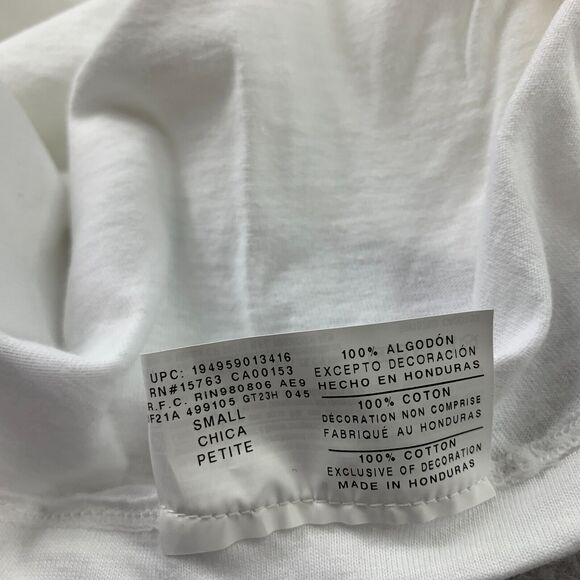 UPC: 194959013416
RN#15763 CA00153
R.F.C. RIN980806 AE9
F21A 499105 GT23H 045
SMALL
CHICA
PETITE
100% ALGODÓN
EXCEPTO DECORACIÓN
HECHO EN HONDURAS
100% COTON
DÉCORATION NON COMPRISE
FABRIQUÉ AU HONDURAS
100% COTTON
EXCLUSIVE OF DECORATION
MADE IN HONDURAS